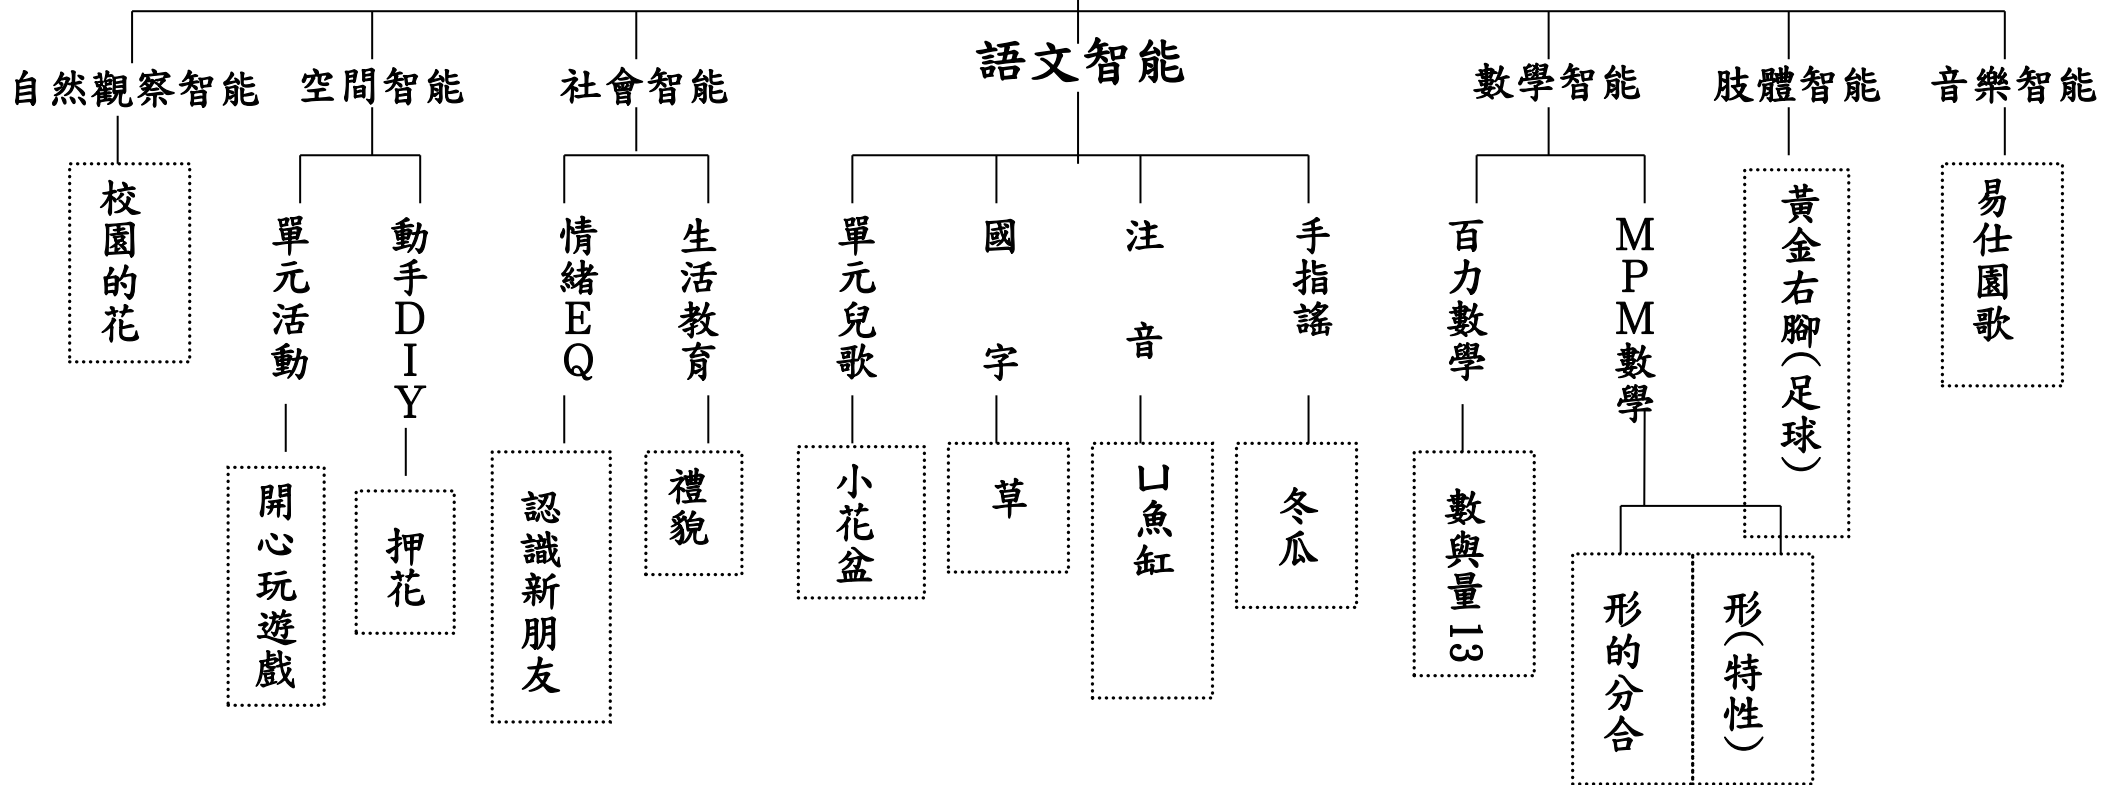 自然觀察智能
空間智能
社會智能
語文智能
數學智能
肢體智能
音樂智能
校園的花
單元活動
動手DIY
情緒EQ
生活教育
單元兒歌
國字
注音
手指謠
百力數學
MPM數學
黃金右腳(足球)
易仕園歌
開心玩遊戲
押花
認識新朋友
禮貌
小花盆
草
ㄩ魚缸
冬瓜
數與量13
形的分合
形(特性)